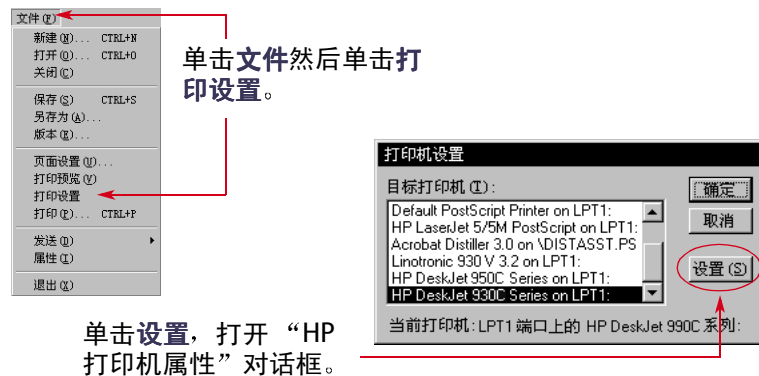 文件(F)
新建(N)... CTRL+N
打开(O)... CTRL+O
关闭(C)
保存(S) CTRL+S
另存为(A)...
版本(R)...
页面设置(U)...
打印预览(V)
打印设置
打印(P)... CTRL+P
发送(D)
属性(I)
退出(X)
单击文件然后单击打
印设置。
打印机设置
目标打印机(T):
Default PostScript Printer on LPT1:
HP LaserJet 5/5M PostScript on LPT1:
Acrobat Distiller 3.0 on \DISTASST.PS
Linotronic 930 V 3.2 on LPT1:
HP DeskJet 950C Series on LPT1:
HP DeskJet 930C Series on LPT1:
确定
取消
设置(S)
当前打印机:LPT1 端口上的 HP DeskJet 990C 系列:
单击设置，打开 “HP
打印机属性”对话框。